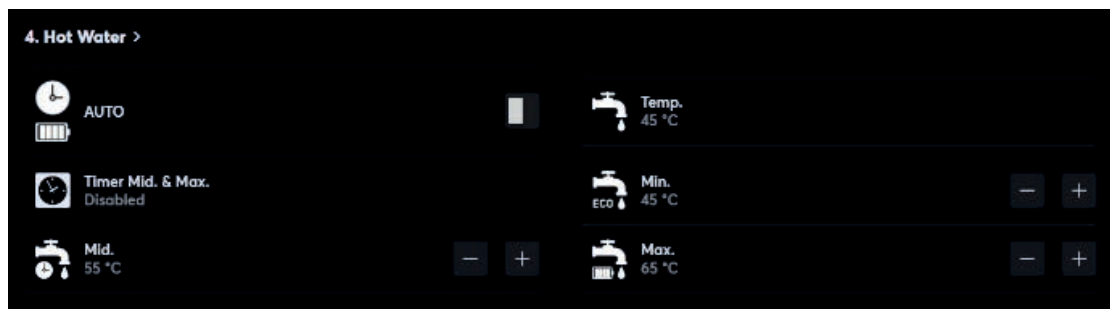 4. Hot Water >
AUTO
Temp.
45 °C
Timer Mid. & Max.
Disabled
ECO
Min.
45 °C
Mid.
55 °C
Max.
65 °C